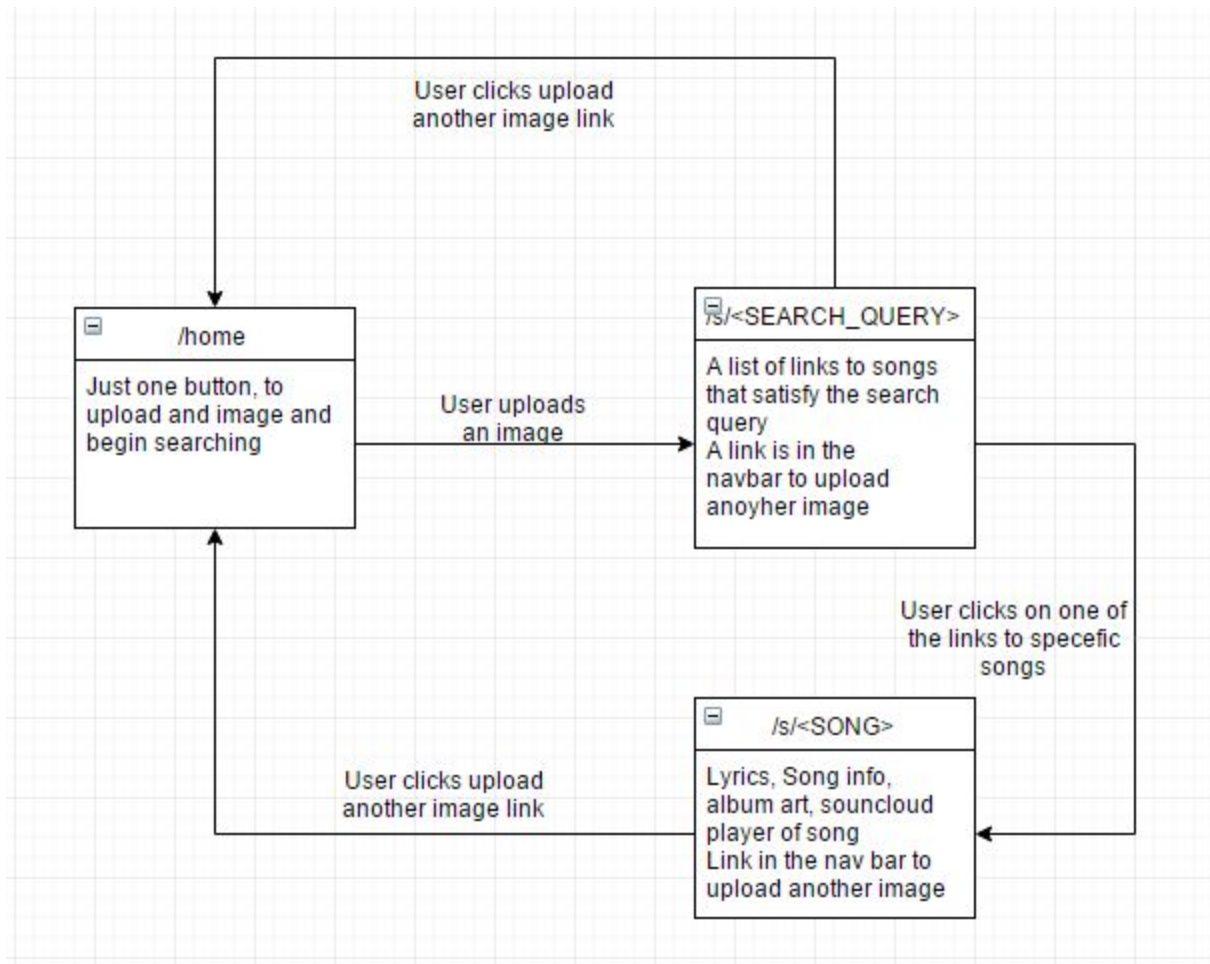 User clicks upload
another image link
/home
Just one button, to
upload and image and
begin searching
User uploads
an image
/s/<SEARCH_QUERY>
A list of links to songs
that satisfy the search
query
A link is in the
navbar to upload
anoyher image
User clicks on one of
the links to specefic
songs
/s/<SONG>
Lyrics, Song info,
album art, souncloud
player of song
Link in the nav bar to
upload another image
User clicks upload
another image link